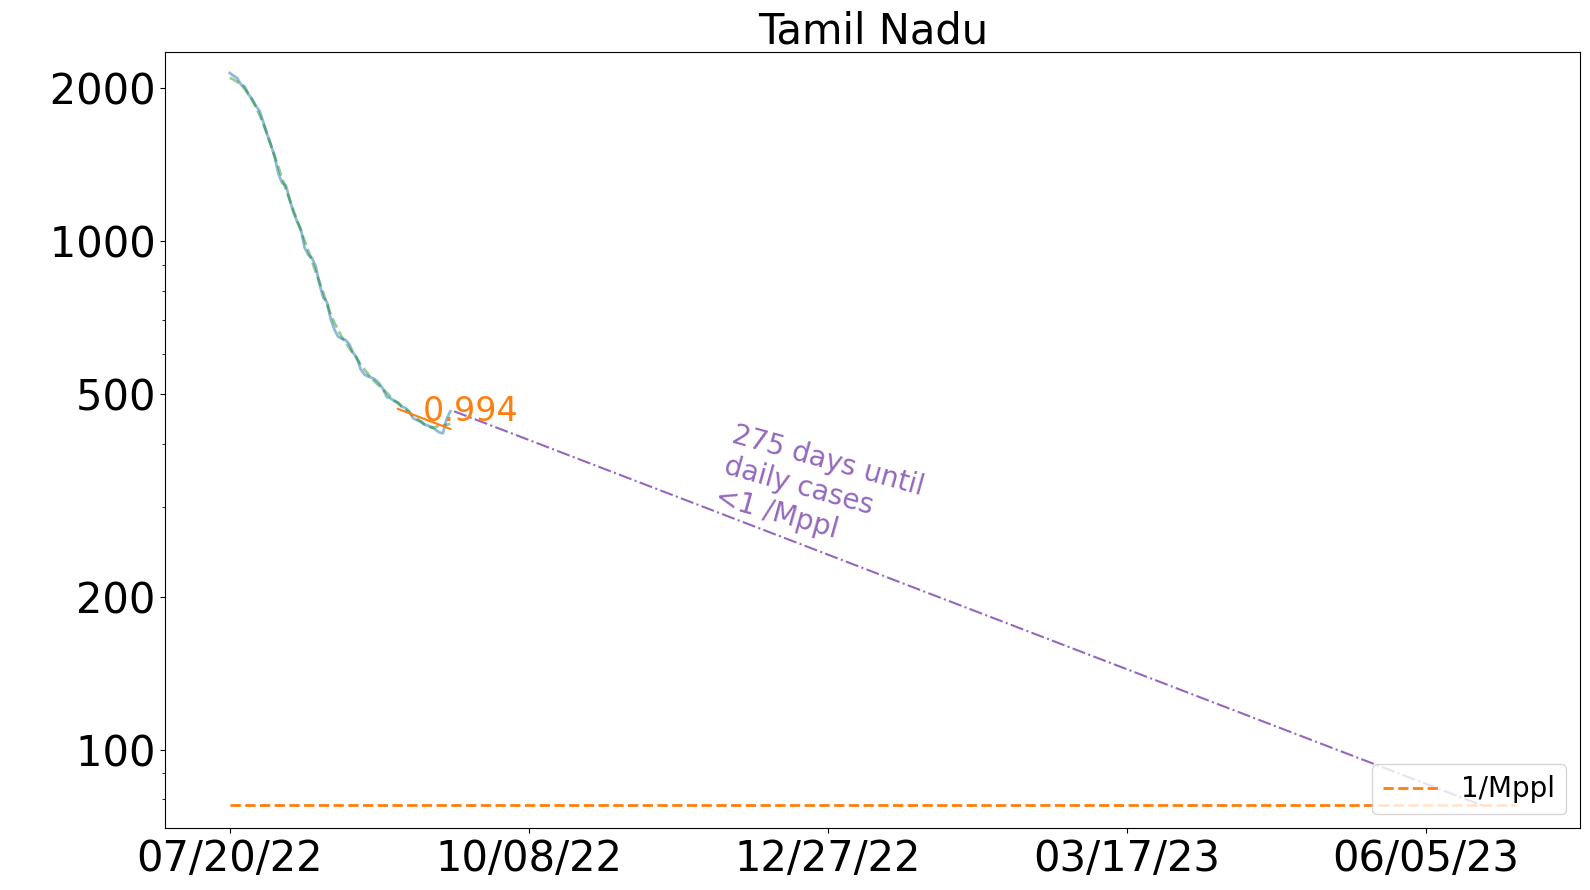 Tamil Nadu
2000
1000
500
200
100
0.994
275 days until
daily cases
<1 /Mppl
1/Mppl
07/20/22
10/08/22
12/27/22
03/17/23
06/05/23